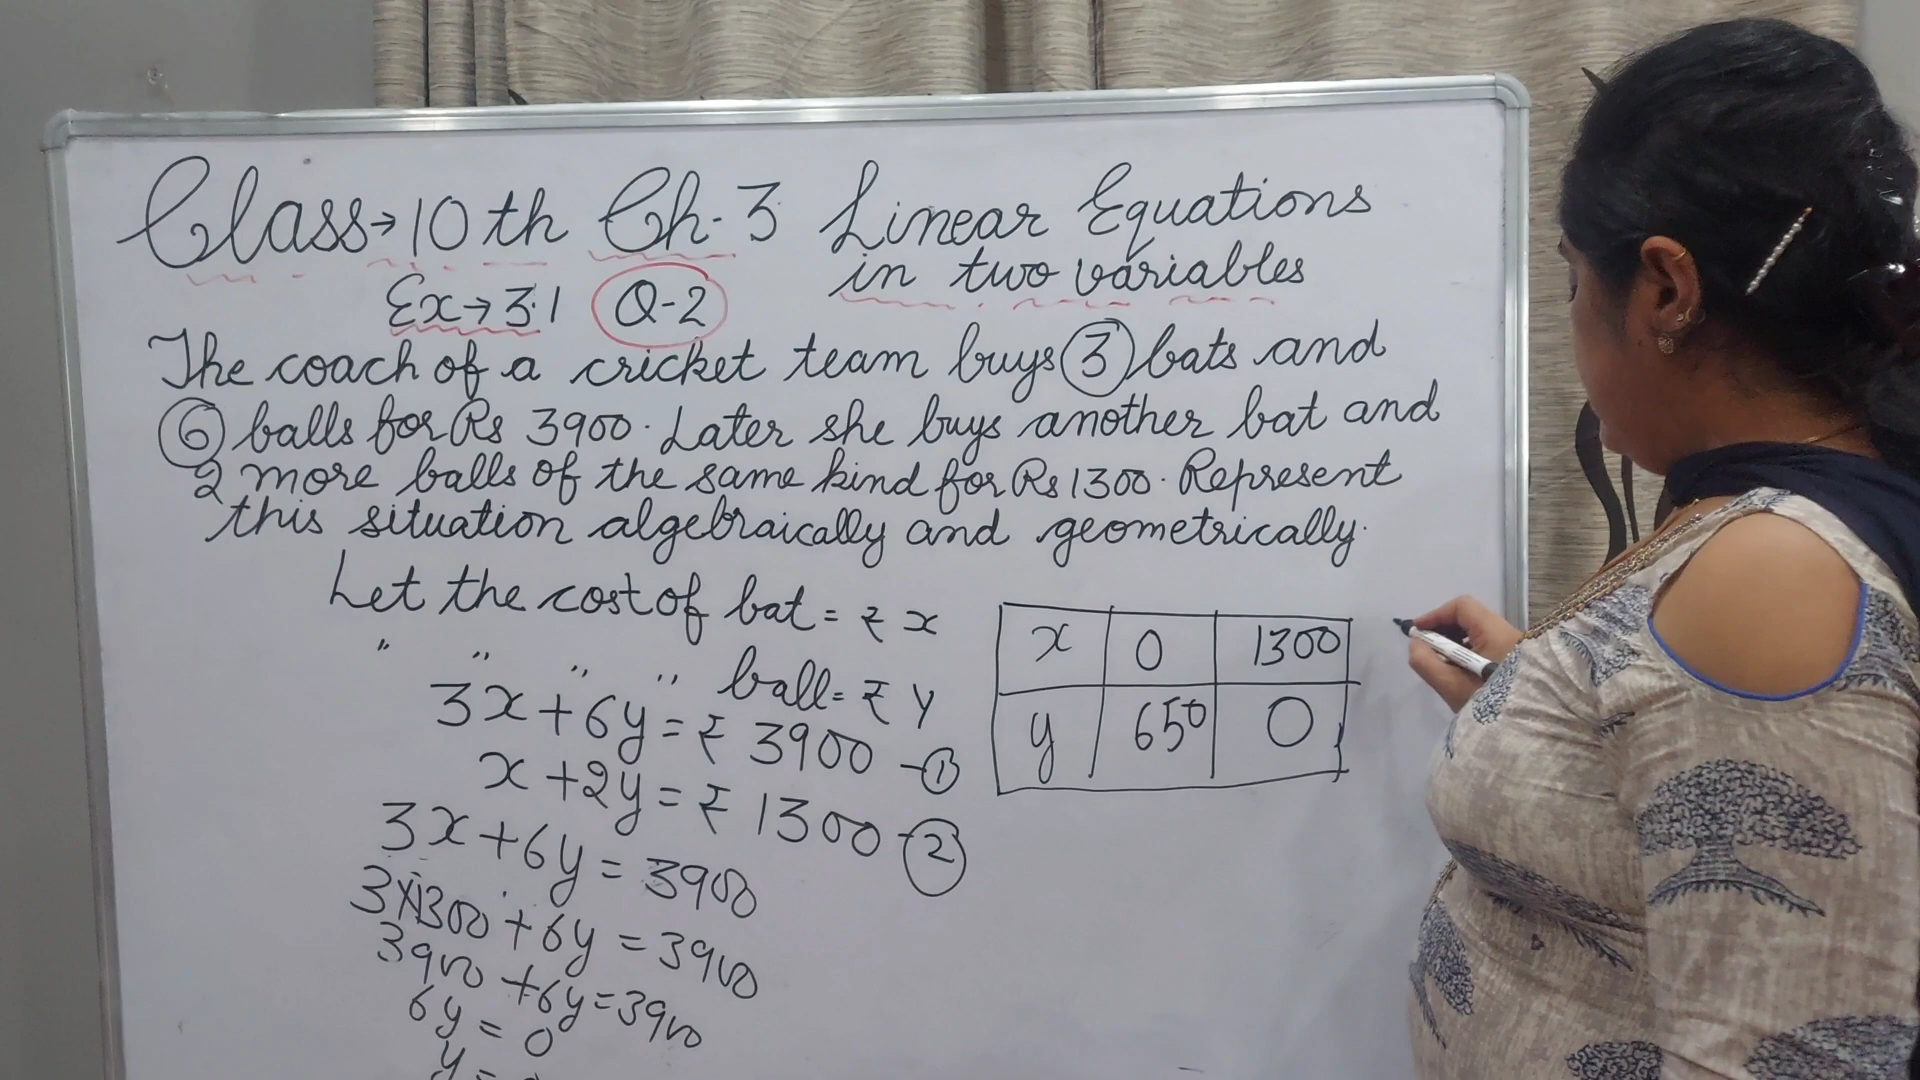 Class→10th Ch.3 Linear Equations
in two variables
Ex→3.1 Q-2
The coach of a cricket team buys 3 bats and
6 balls for Rs 3900. Later she buys another bat and
2 more balls of the same kind for Rs 1300. Represent
this situation algebraically and geometrically.
Let the cost of bat = ₹ x
" " " " ball = ₹ y
3x + 6y = ₹ 3900 - ①
x + 2y = ₹ 1300 - ②
3x + 6y = 3900
3×1300 + 6y = 3900
3900 + 6y = 3900
6y = 0
y =
x 0 1300
y 650 0